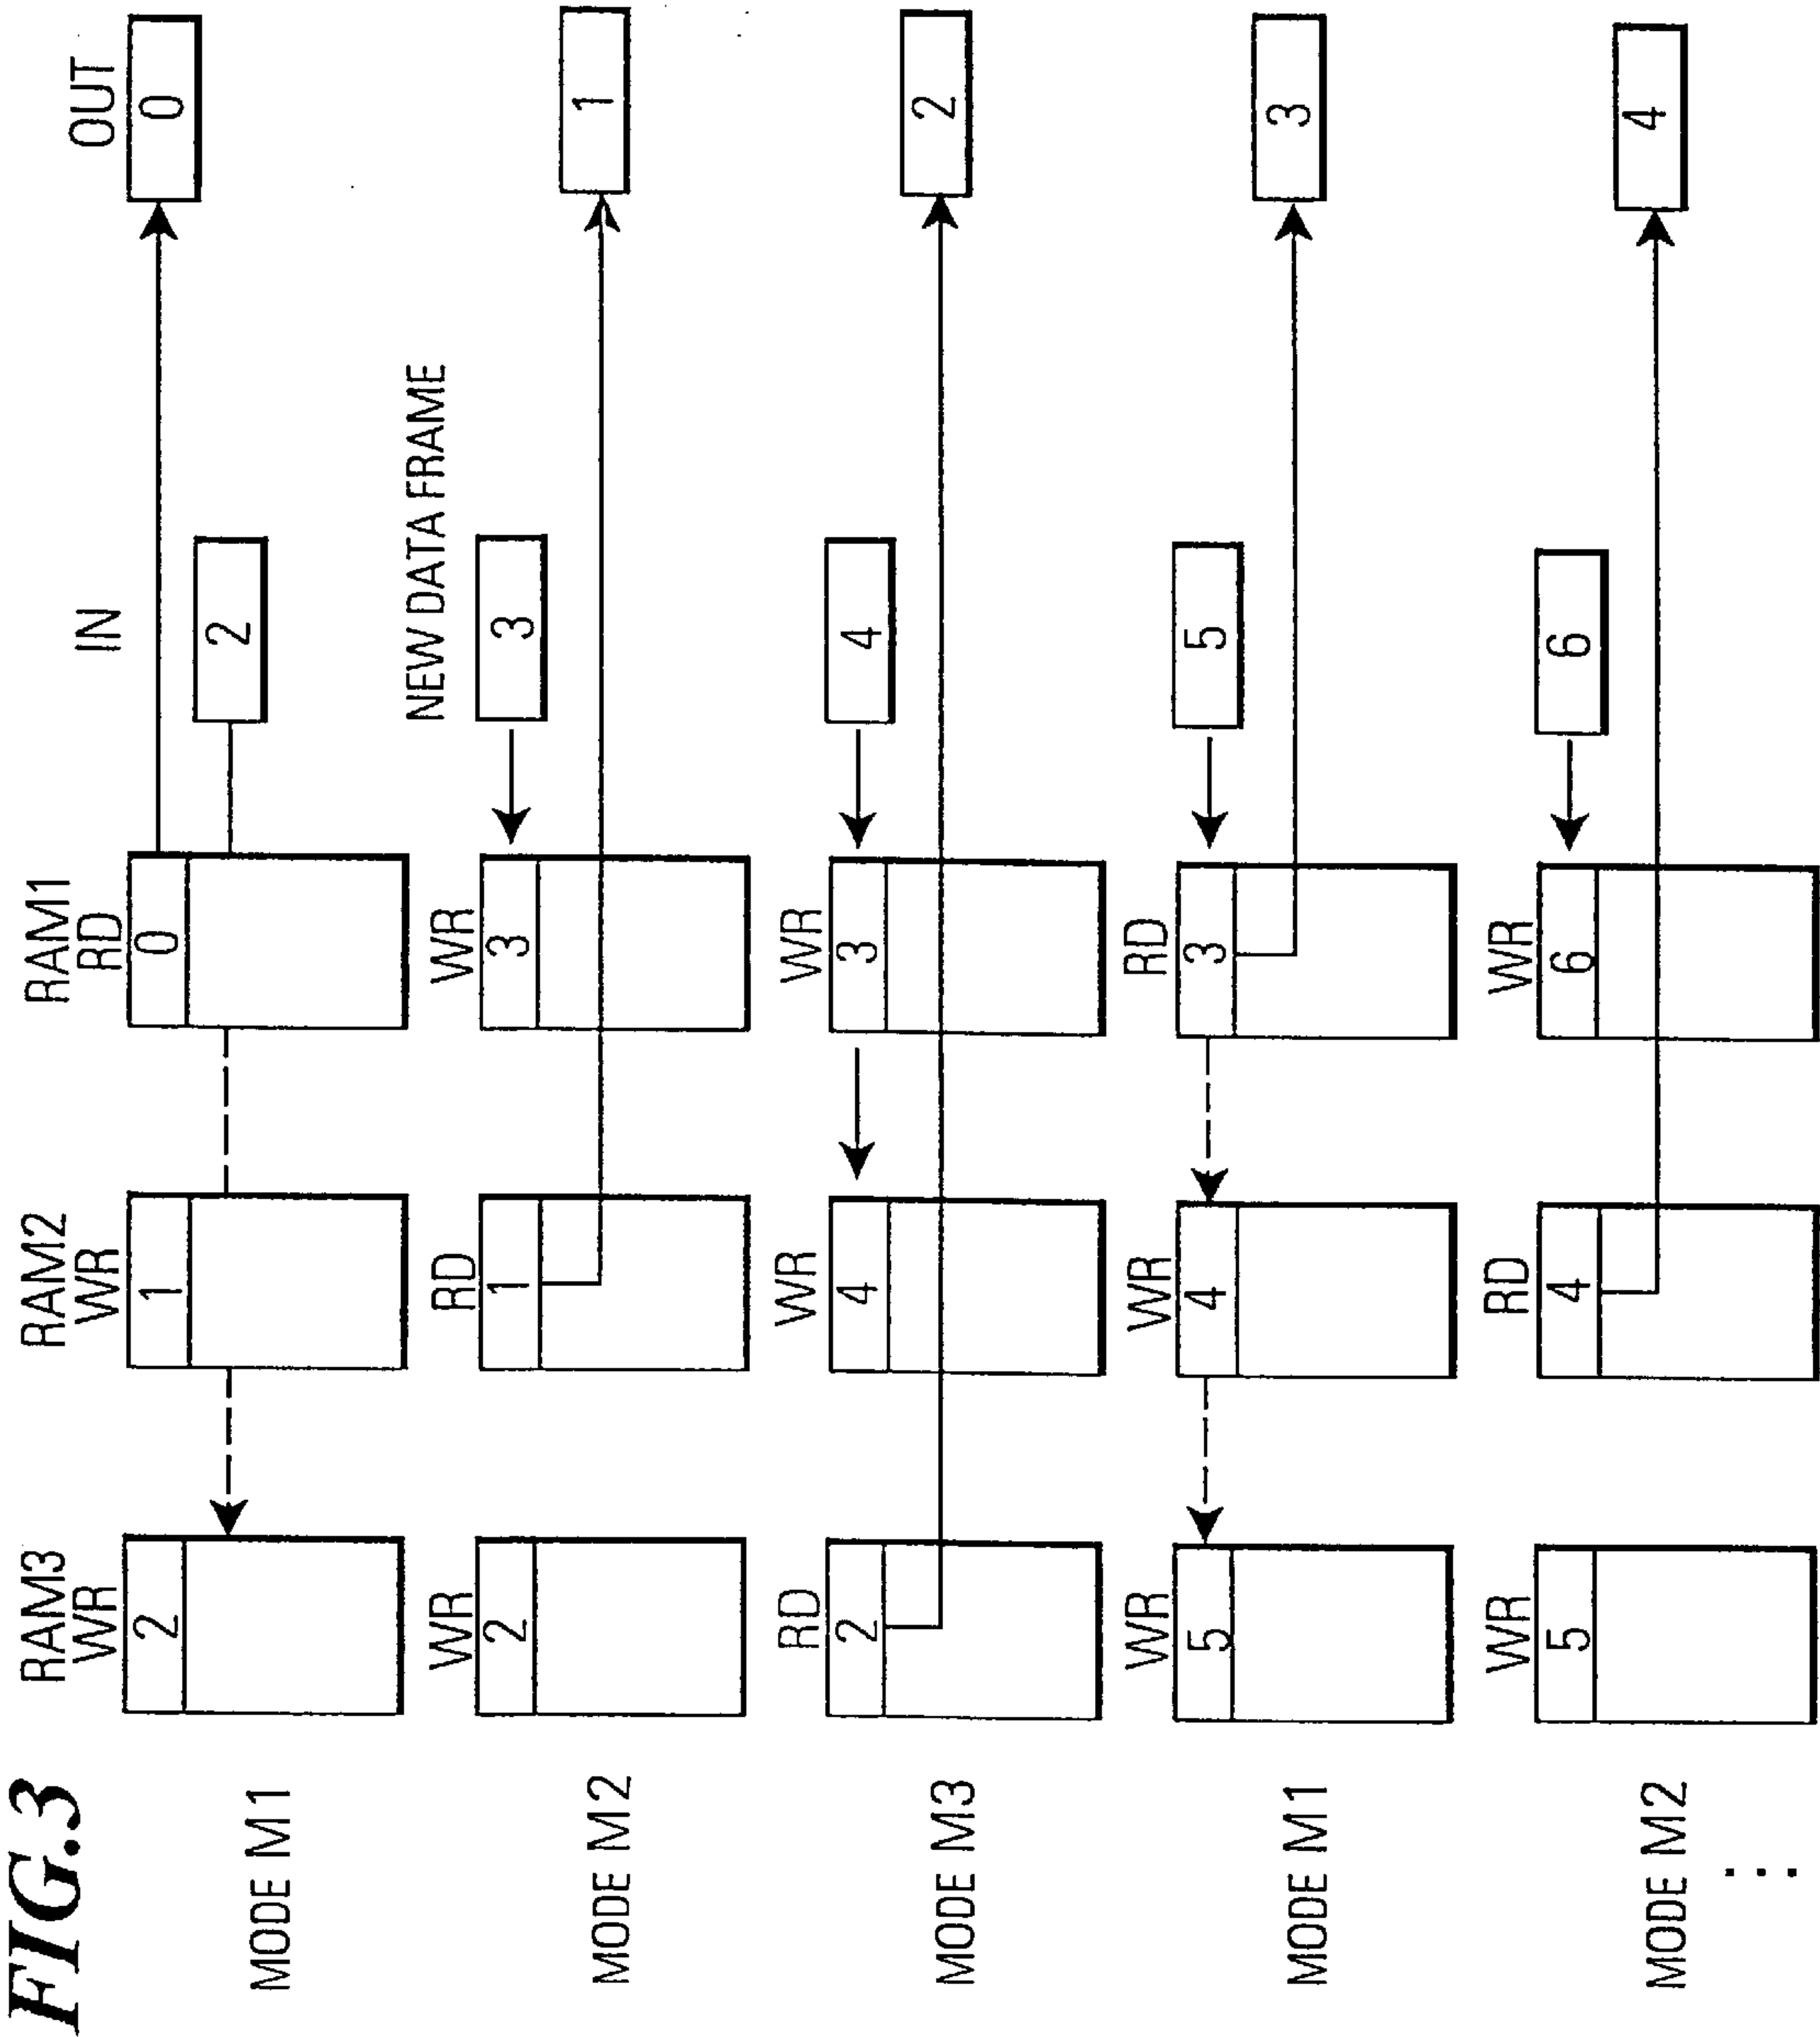 FIG.3
RAM3 RAM2 RAM1 IN OUT
WR WR RD
2 1 0 2 0
MODE M1
NEW DATA FRAME
WR RD WR
2 1 3 3 1
MODE M2
RD WR WR
2 4 3 4 2
MODE M3
WR WR RD
5 4 3 5 3
MODE M1
WR RD WR
5 4 6 6 4
MODE M2